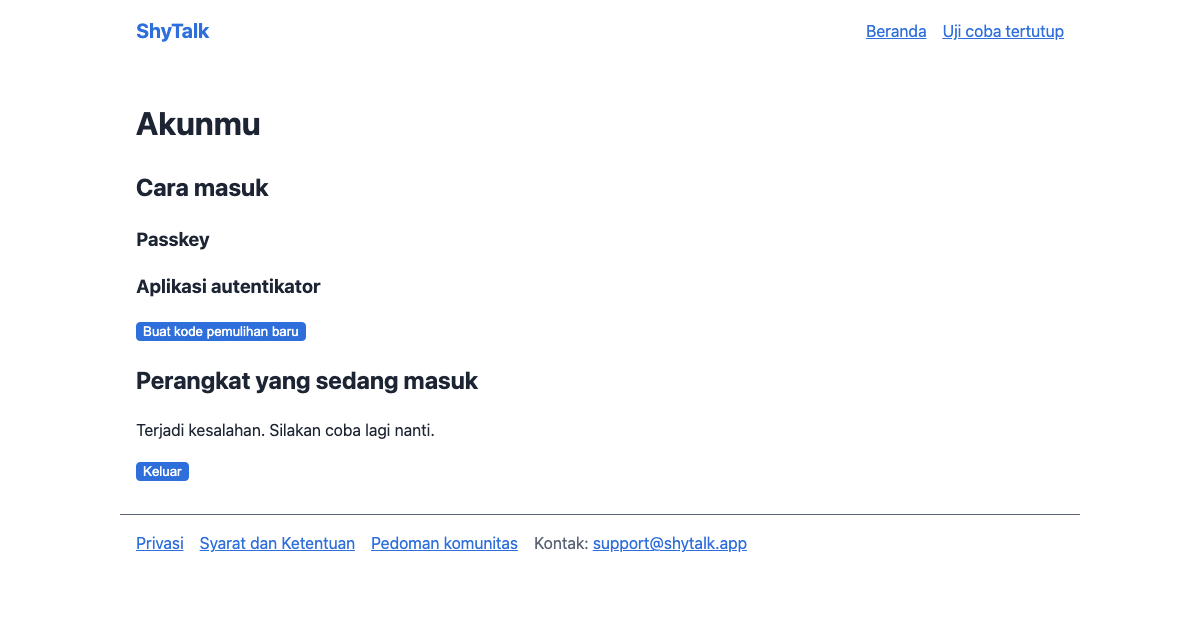 ShyTalk
Beranda Uji coba tertutup
Akunmu
Cara masuk
Passkey
Aplikasi autentikator
Buat kode pemulihan baru
Perangkat yang sedang masuk
Terjadi kesalahan. Silakan coba lagi nanti.
Keluar
Privasi Syarat dan Ketentuan Pedoman komunitas Kontak: support@shytalk.app